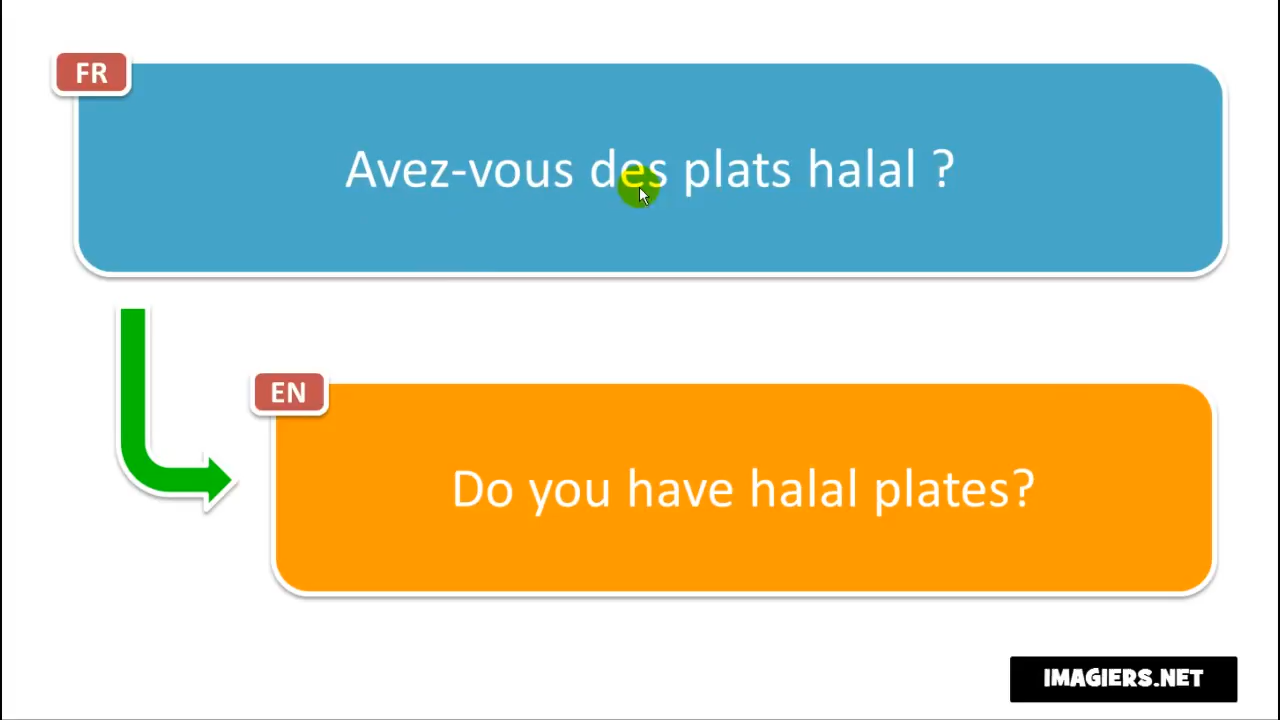 FR
Avez-vous des plats halal ?
EN
Do you have halal plates?
IMAGIERS.NET